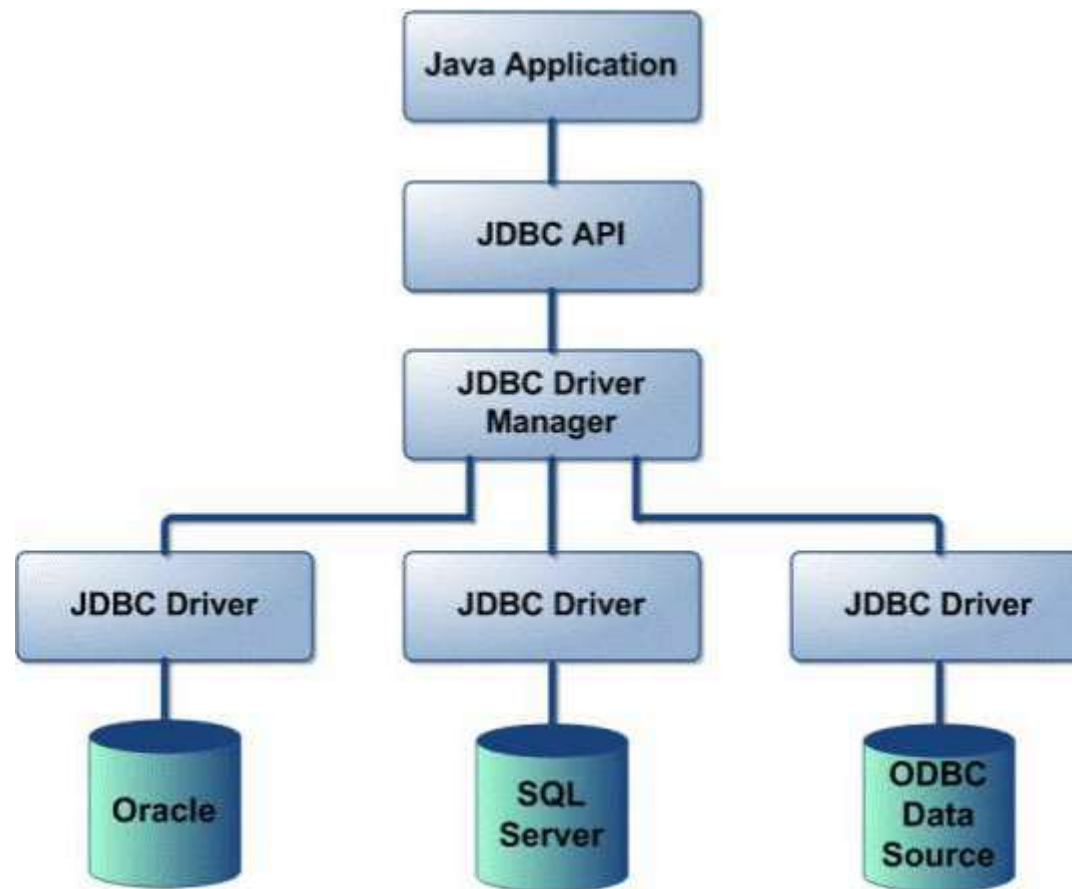 Java Application
JDBC API
JDBC Driver
Manager
JDBC Driver
JDBC Driver
JDBC Driver
Oracle
SQL
Server
ODBC
Data
Source